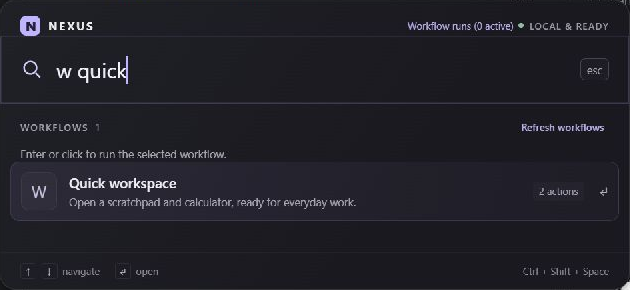 N NEXUS Workflow runs (0 active) LOCAL & READY
w quick esc
WORKFLOWS 1 Refresh workflows
Enter or click to run the selected workflow.
W Quick workspace 2 actions ↵
Open a scratchpad and calculator, ready for everyday work.
↑ ↓ navigate ↵ open Ctrl + Shift + Space